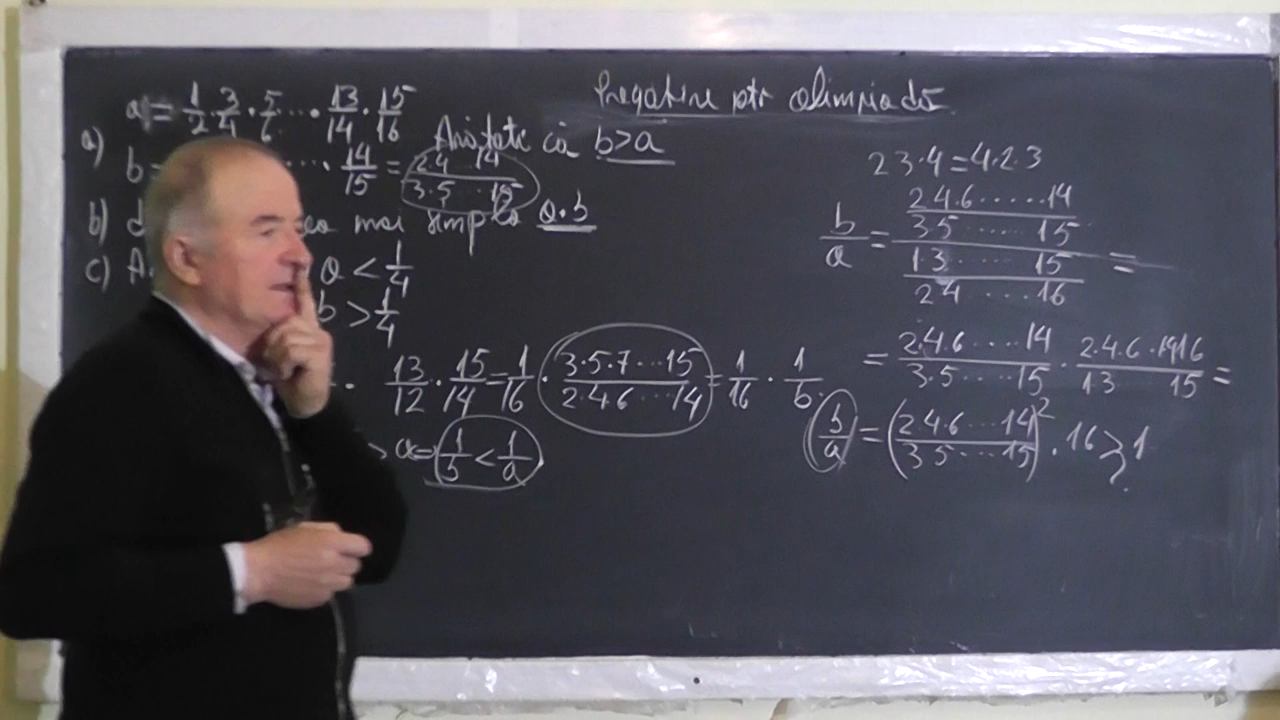 Pregatire ptr olimpiadă
a = 1/2 · 3/4 · 5/6 ··· 13/14 · 15/16
a) Arătati că b>a
b = ··· 14/15 = 2·4 14 / 3·5 ·· 15
b) mai simplă a·b
c) a < 1/4
b > 1/4
·· 13/12 · 15/14 = 1/16 · 3·5·7···15 / 2·4·6···14 = 1/16 · 1/b
> a = 1/b < 1/a
2 3·4 = 4·2·3
b/a = (2·4·6······14 / 3·5 ······ 15) / (1·3 ····· 15 / 2 4 ···· 16) =
= 2·4·6 ···· 14 / 3·5 ····· 15 · 2·4·6·14 16 / 1 3 15 =
b/a = (2·4·6···14 / 3 5 ···· 15)² · 16 > 1